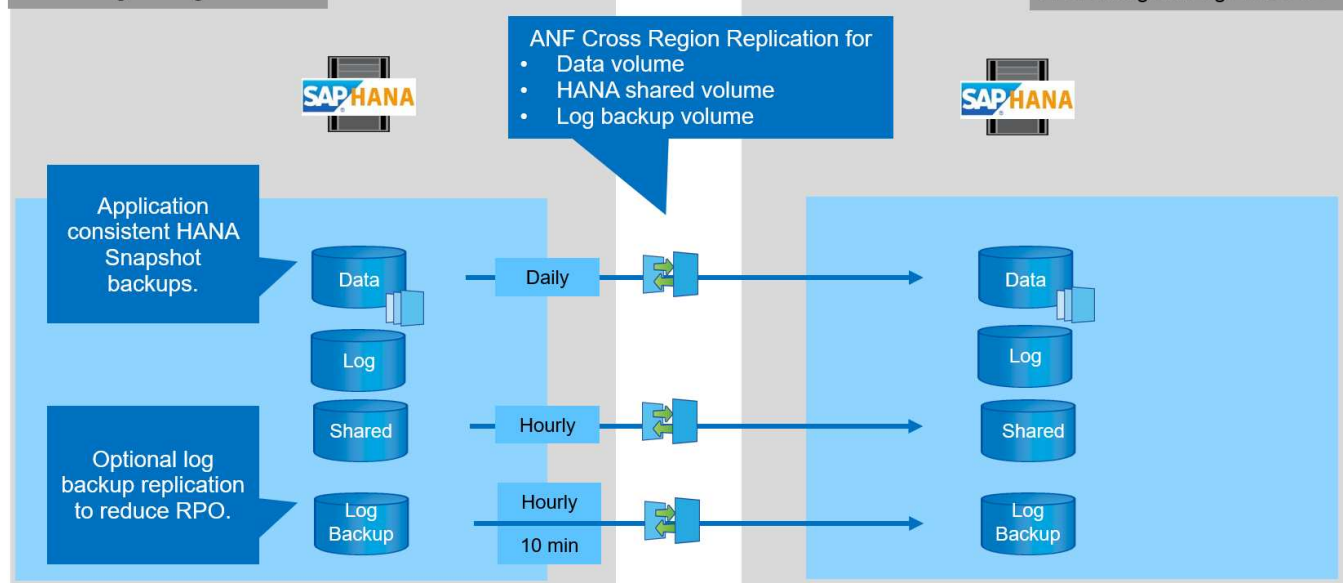 ANF Cross Region Replication for
• Data volume
• HANA shared volume
• Log backup volume
SAP HANA
SAP HANA
Application
consistent HANA
Snapshot
backups.
Data
Daily
Data
Log
Log
Shared
Hourly
Shared
Optional log
backup replication
to reduce RPO.
Log
Backup
Hourly
10 min
Log
Backup